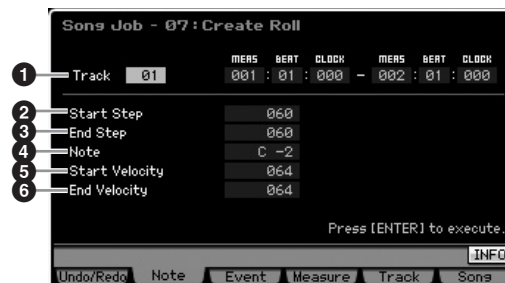 Song Job - 07:Create Roll
MEAS BEAT CLOCK MEAS BEAT CLOCK
1 Track 01 001 : 01 : 000 - 002 : 01 : 000
2 Start Step 060
3 End Step 060
4 Note C -2
5 Start Velocity 064
6 End Velocity 064
Press [ENTER] to execute.
INFO
Undo/Redo Note Event Measure Track Song